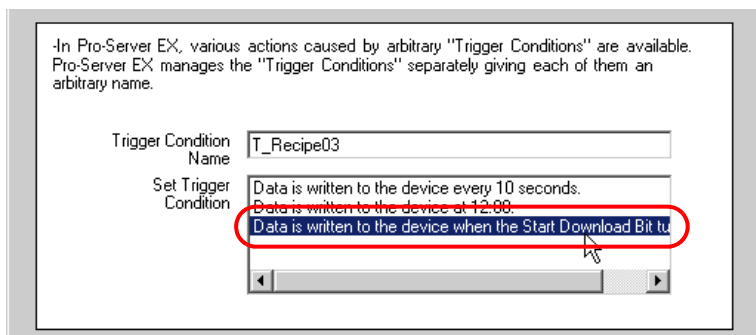 -In Pro-Server EX, various actions caused by arbitrary "Trigger Conditions" are available.
Pro-Server EX manages the "Trigger Conditions" separately giving each of them an
arbitrary name.
Trigger Condition
Name
T_Recipe03
Set Trigger
Condition
Data is written to the device every 10 seconds.
Data is written to the device at 12:00.
Data is written to the device when the Start Download Bit tu